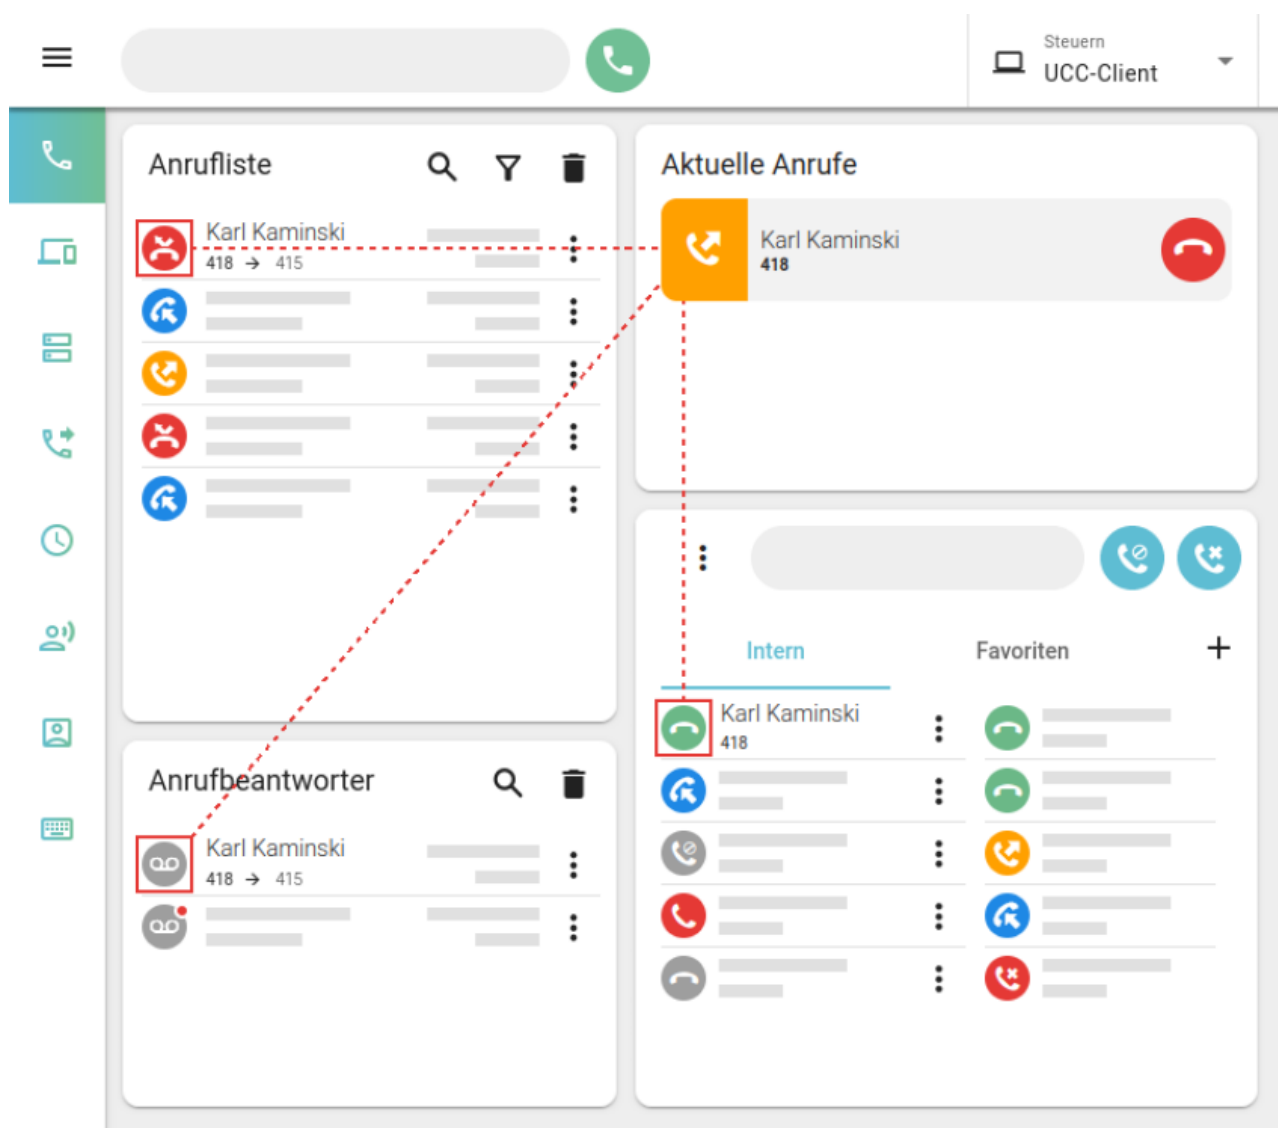 Steuern
UCC-Client
Anrufliste
Karl Kaminski
418 → 415
Aktuelle Anrufe
Karl Kaminski
418
Anrufbeantworter
Karl Kaminski
418 → 415
Intern
Favoriten
Karl Kaminski
418